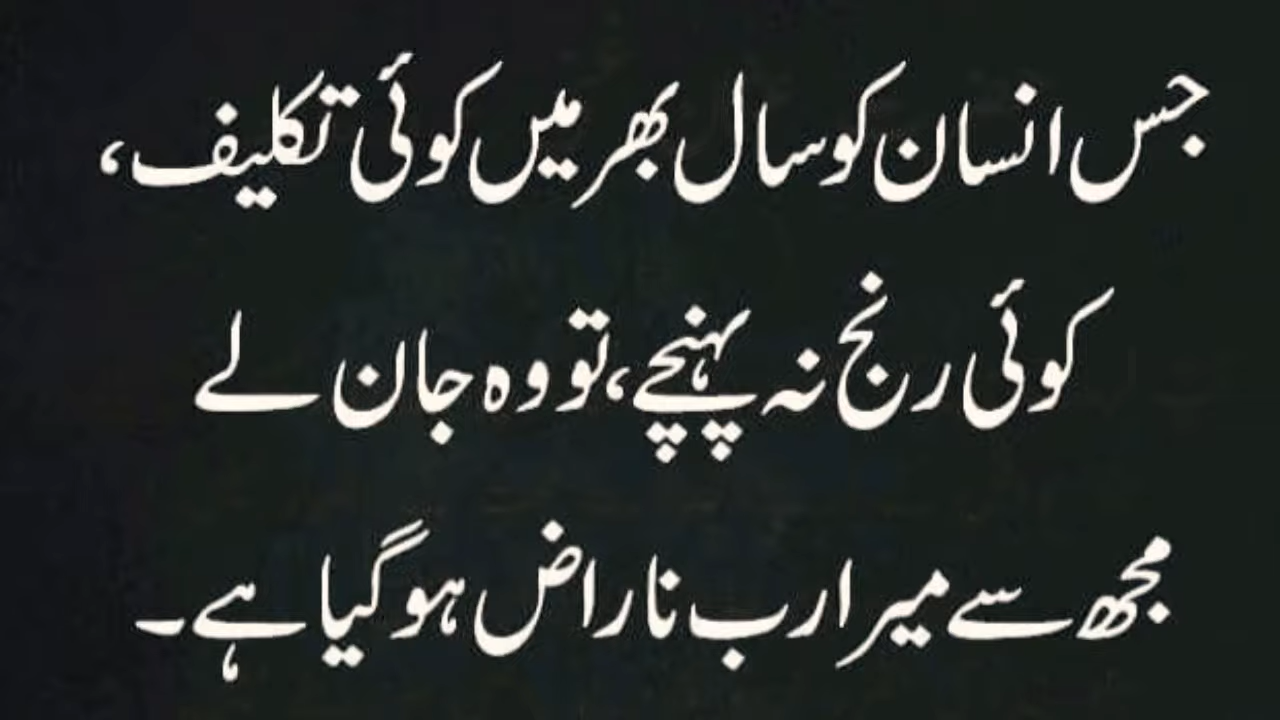 جس انسان کو سال بھر میں کوئی تکلیف،
کوئی رنج نہ پہنچے، تو وہ جان لے
مجھ سے میرا رب ناراض ہو گیا ہے۔